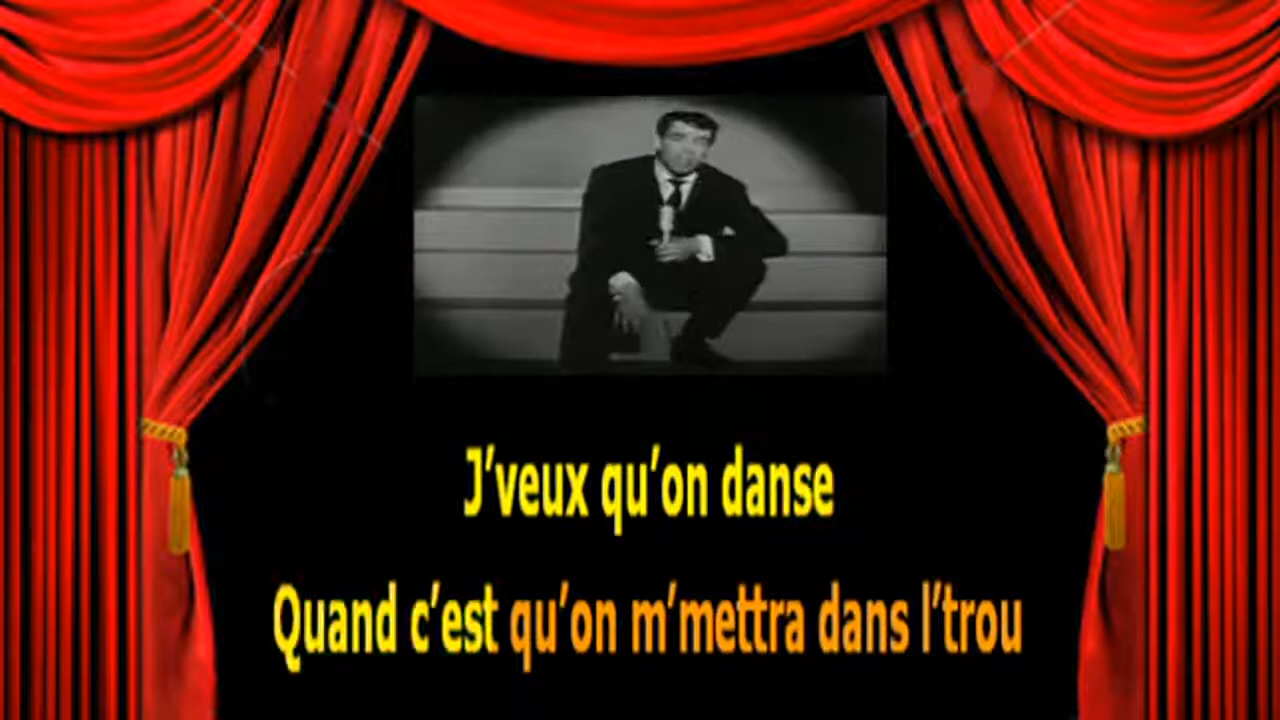 J’veux qu’on danse
Quand c’est qu’on m’mettra dans l’trou